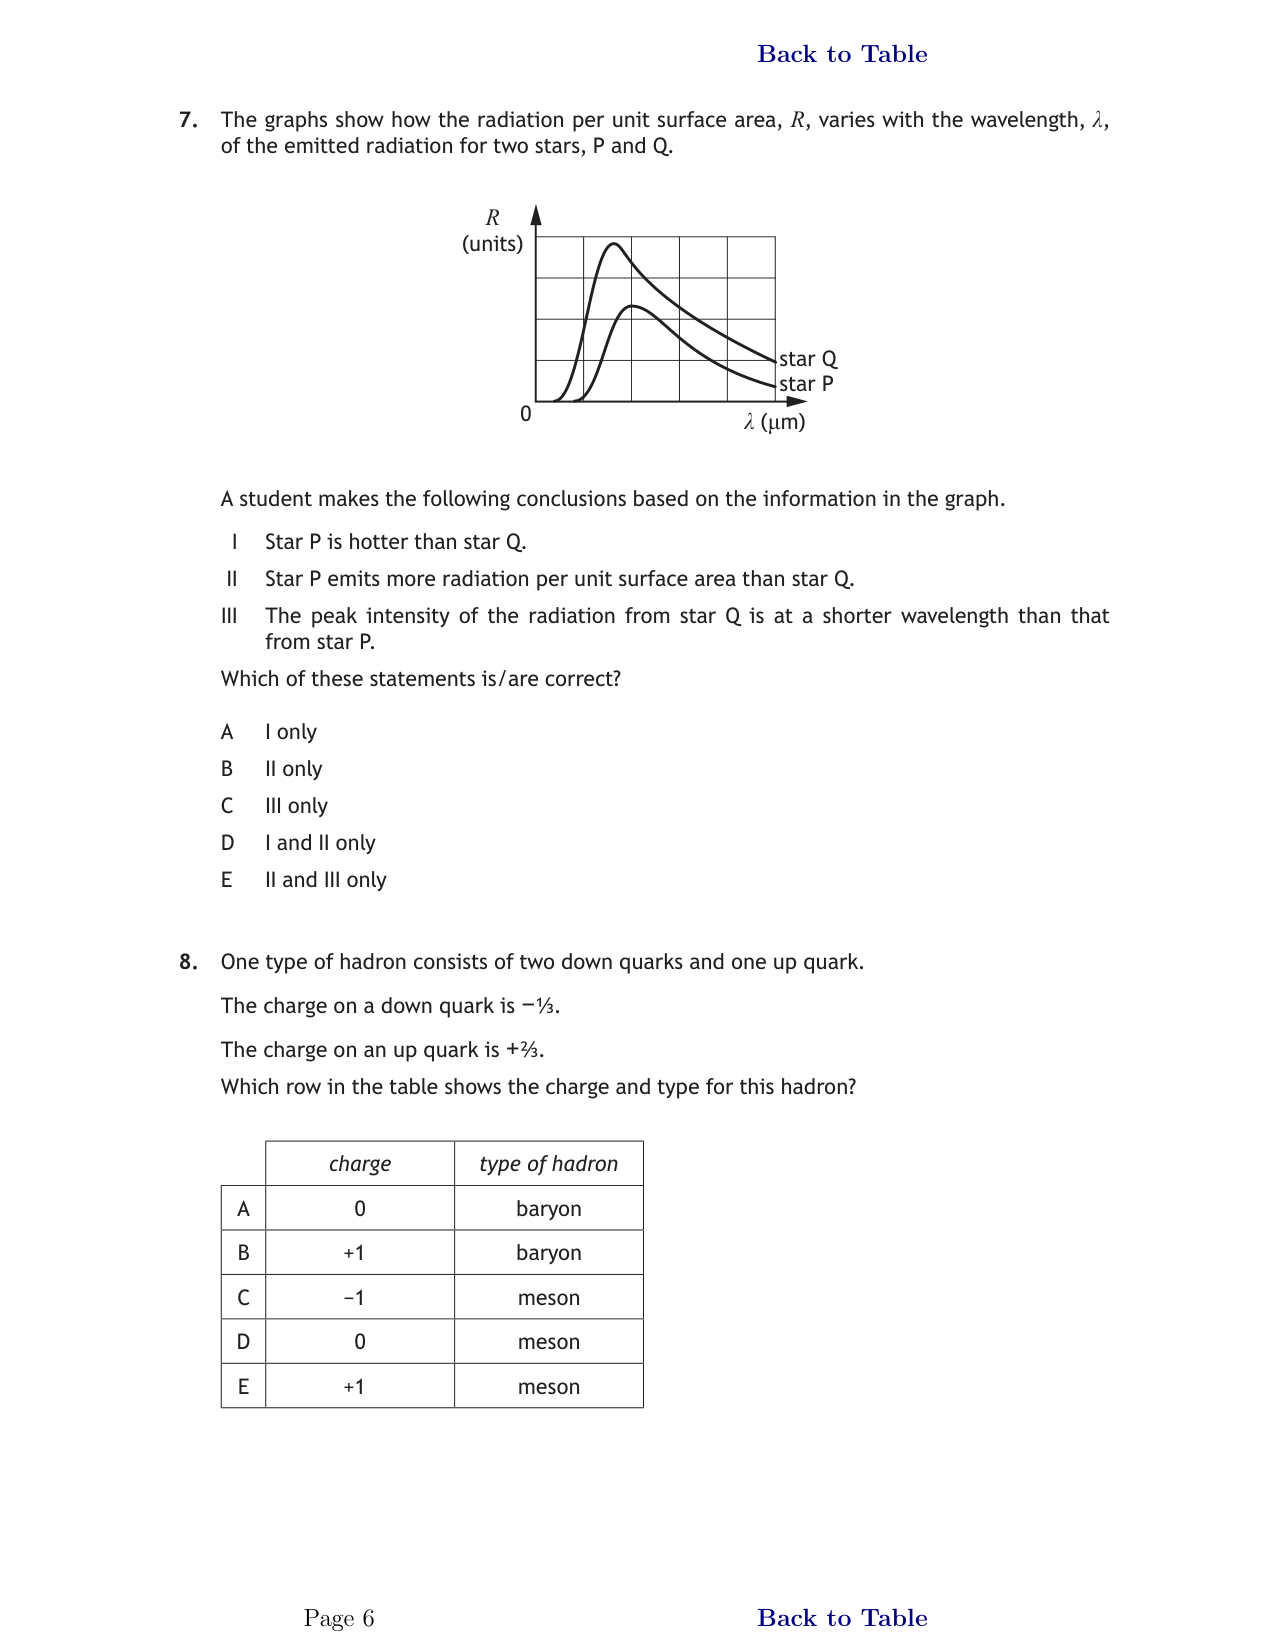 Back to Table
7. The graphs show how the radiation per unit surface area, R, varies with the wavelength, λ,
of the emitted radiation for two stars, P and Q.
R
(units)
star Q
star P
0
λ (μm)
A student makes the following conclusions based on the information in the graph.
I Star P is hotter than star Q.
II Star P emits more radiation per unit surface area than star Q.
III The peak intensity of the radiation from star Q is at a shorter wavelength than that
from star P.
Which of these statements is/are correct?
A I only
B II only
C III only
D I and II only
E II and III only
8. One type of hadron consists of two down quarks and one up quark.
The charge on a down quark is −⅓.
The charge on an up quark is +⅔.
Which row in the table shows the charge and type for this hadron?
charge type of hadron
A 0 baryon
B +1 baryon
C −1 meson
D 0 meson
E +1 meson
Page 6 Back to Table